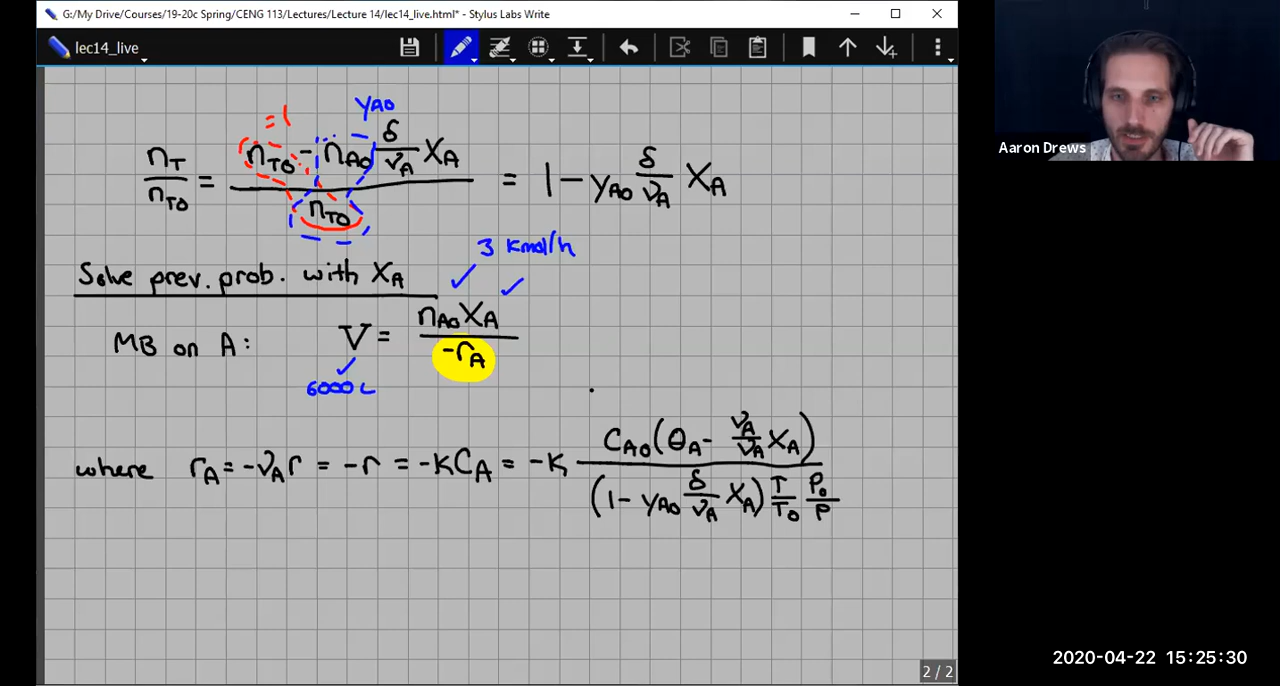 G:/My Drive/Courses/19-20c Spring/CENG 113/Lectures/Lecture 14/lec14_live.html* - Stylus Labs Write
lec14_live
Aaron Drews
=1 yA0
nT/nT0 = (nT0 - nA0 δ/νA XA)/nT0 = 1 - yA0 δ/νA XA
3 kmol/h
Solve prev. prob. with XA
MB on A: V = nA0XA/-rA
6000 L
where rA = -νAr = -r = -kCA = -k CA0(θA - νA/νA XA)/((1 - yA0 δ/νA XA) T/T0 P0/P)
2/2
2020-04-22 15:25:30